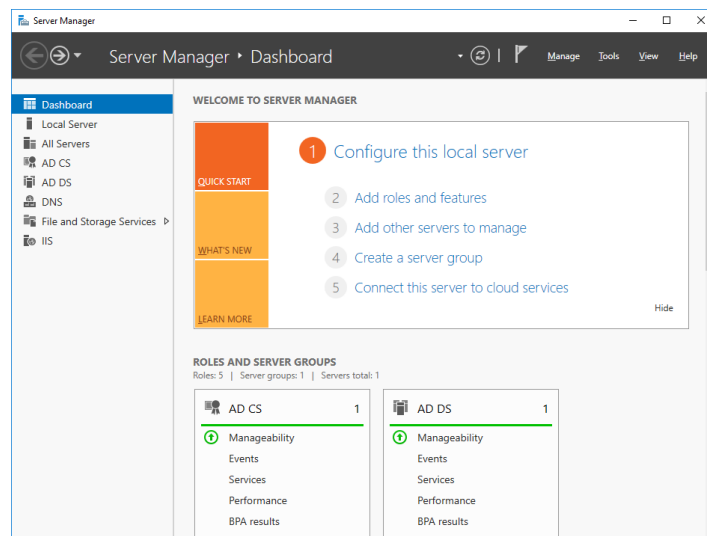 Server Manager
Server Manager ‣ Dashboard
Manage Tools View Help
Dashboard
Local Server
All Servers
AD CS
AD DS
DNS
File and Storage Services
IIS
WELCOME TO SERVER MANAGER
QUICK START
WHAT'S NEW
LEARN MORE
1 Configure this local server
2 Add roles and features
3 Add other servers to manage
4 Create a server group
5 Connect this server to cloud services
Hide
ROLES AND SERVER GROUPS
Roles: 5 | Server groups: 1 | Servers total: 1
AD CS 1
Manageability
Events
Services
Performance
BPA results
AD DS 1
Manageability
Events
Services
Performance
BPA results